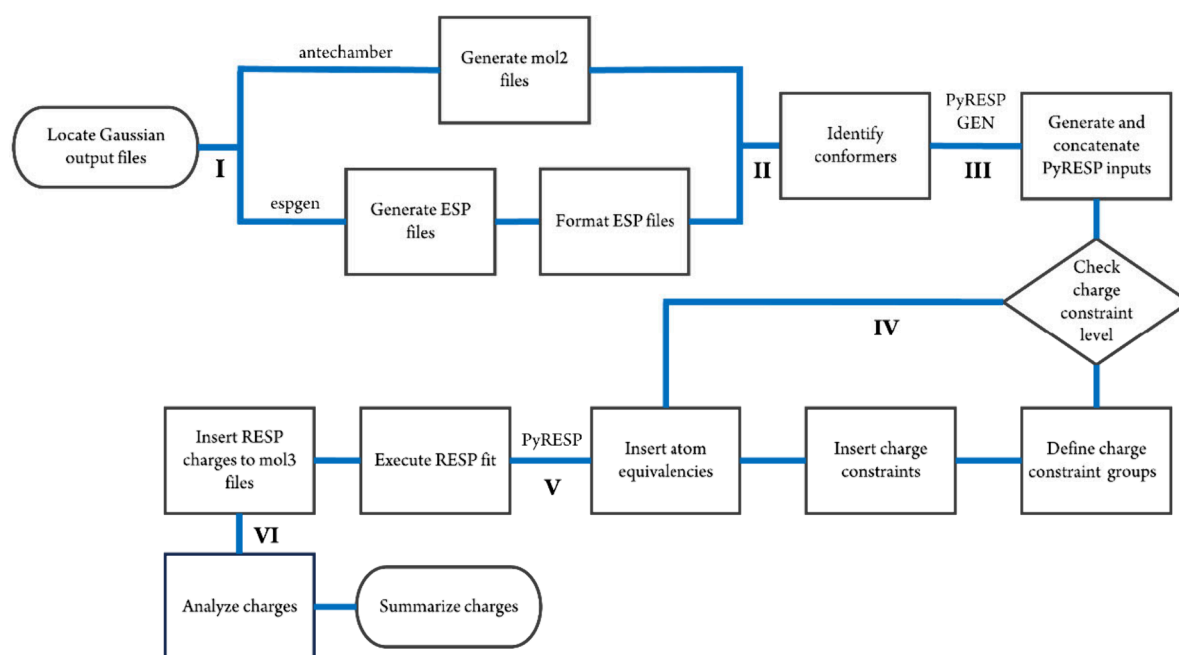 antechamber
Generate mol2
files
Locate Gaussian
output files
I
espgen
Generate ESP
files
Format ESP files
II
Identify
conformers
PyRESP
GEN
III
Generate and
concatenate
PyRESP inputs
Check
charge
constraint
level
IV
Insert RESP
charges to mol3
files
Execute RESP fit
PyRESP
V
Insert atom
equivalencies
Insert charge
constraints
Define charge
constraint groups
VI
Analyze charges
Summarize charges